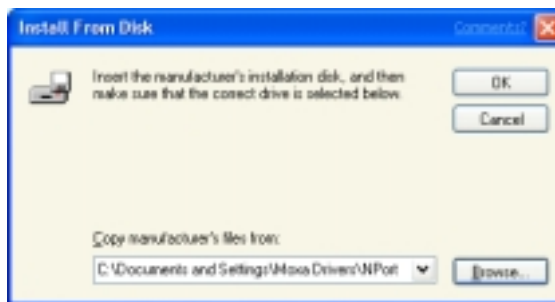 Install From Disk
Comments?
Insert the manufacturer's installation disk, and then
make sure that the correct drive is selected below.
OK
Cancel
Copy manufacturer's files from:
C:\Documents and Settings\Moxa Drivers\NPort
Browse...